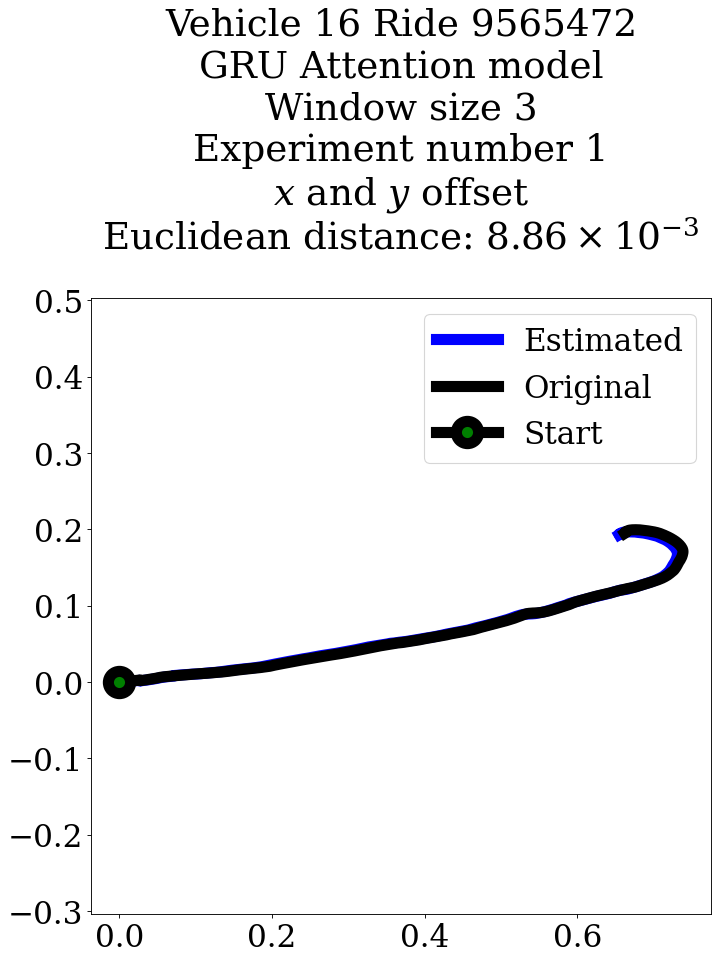 Vehicle 16 Ride 9565472
GRU Attention model
Window size 3
Experiment number 1
x and y offset
Euclidean distance: 8.86 × 10⁻³
Estimated
Original
Start
0.5
0.4
0.3
0.2
0.1
0.0
−0.1
−0.2
−0.3
0.0 0.2 0.4 0.6